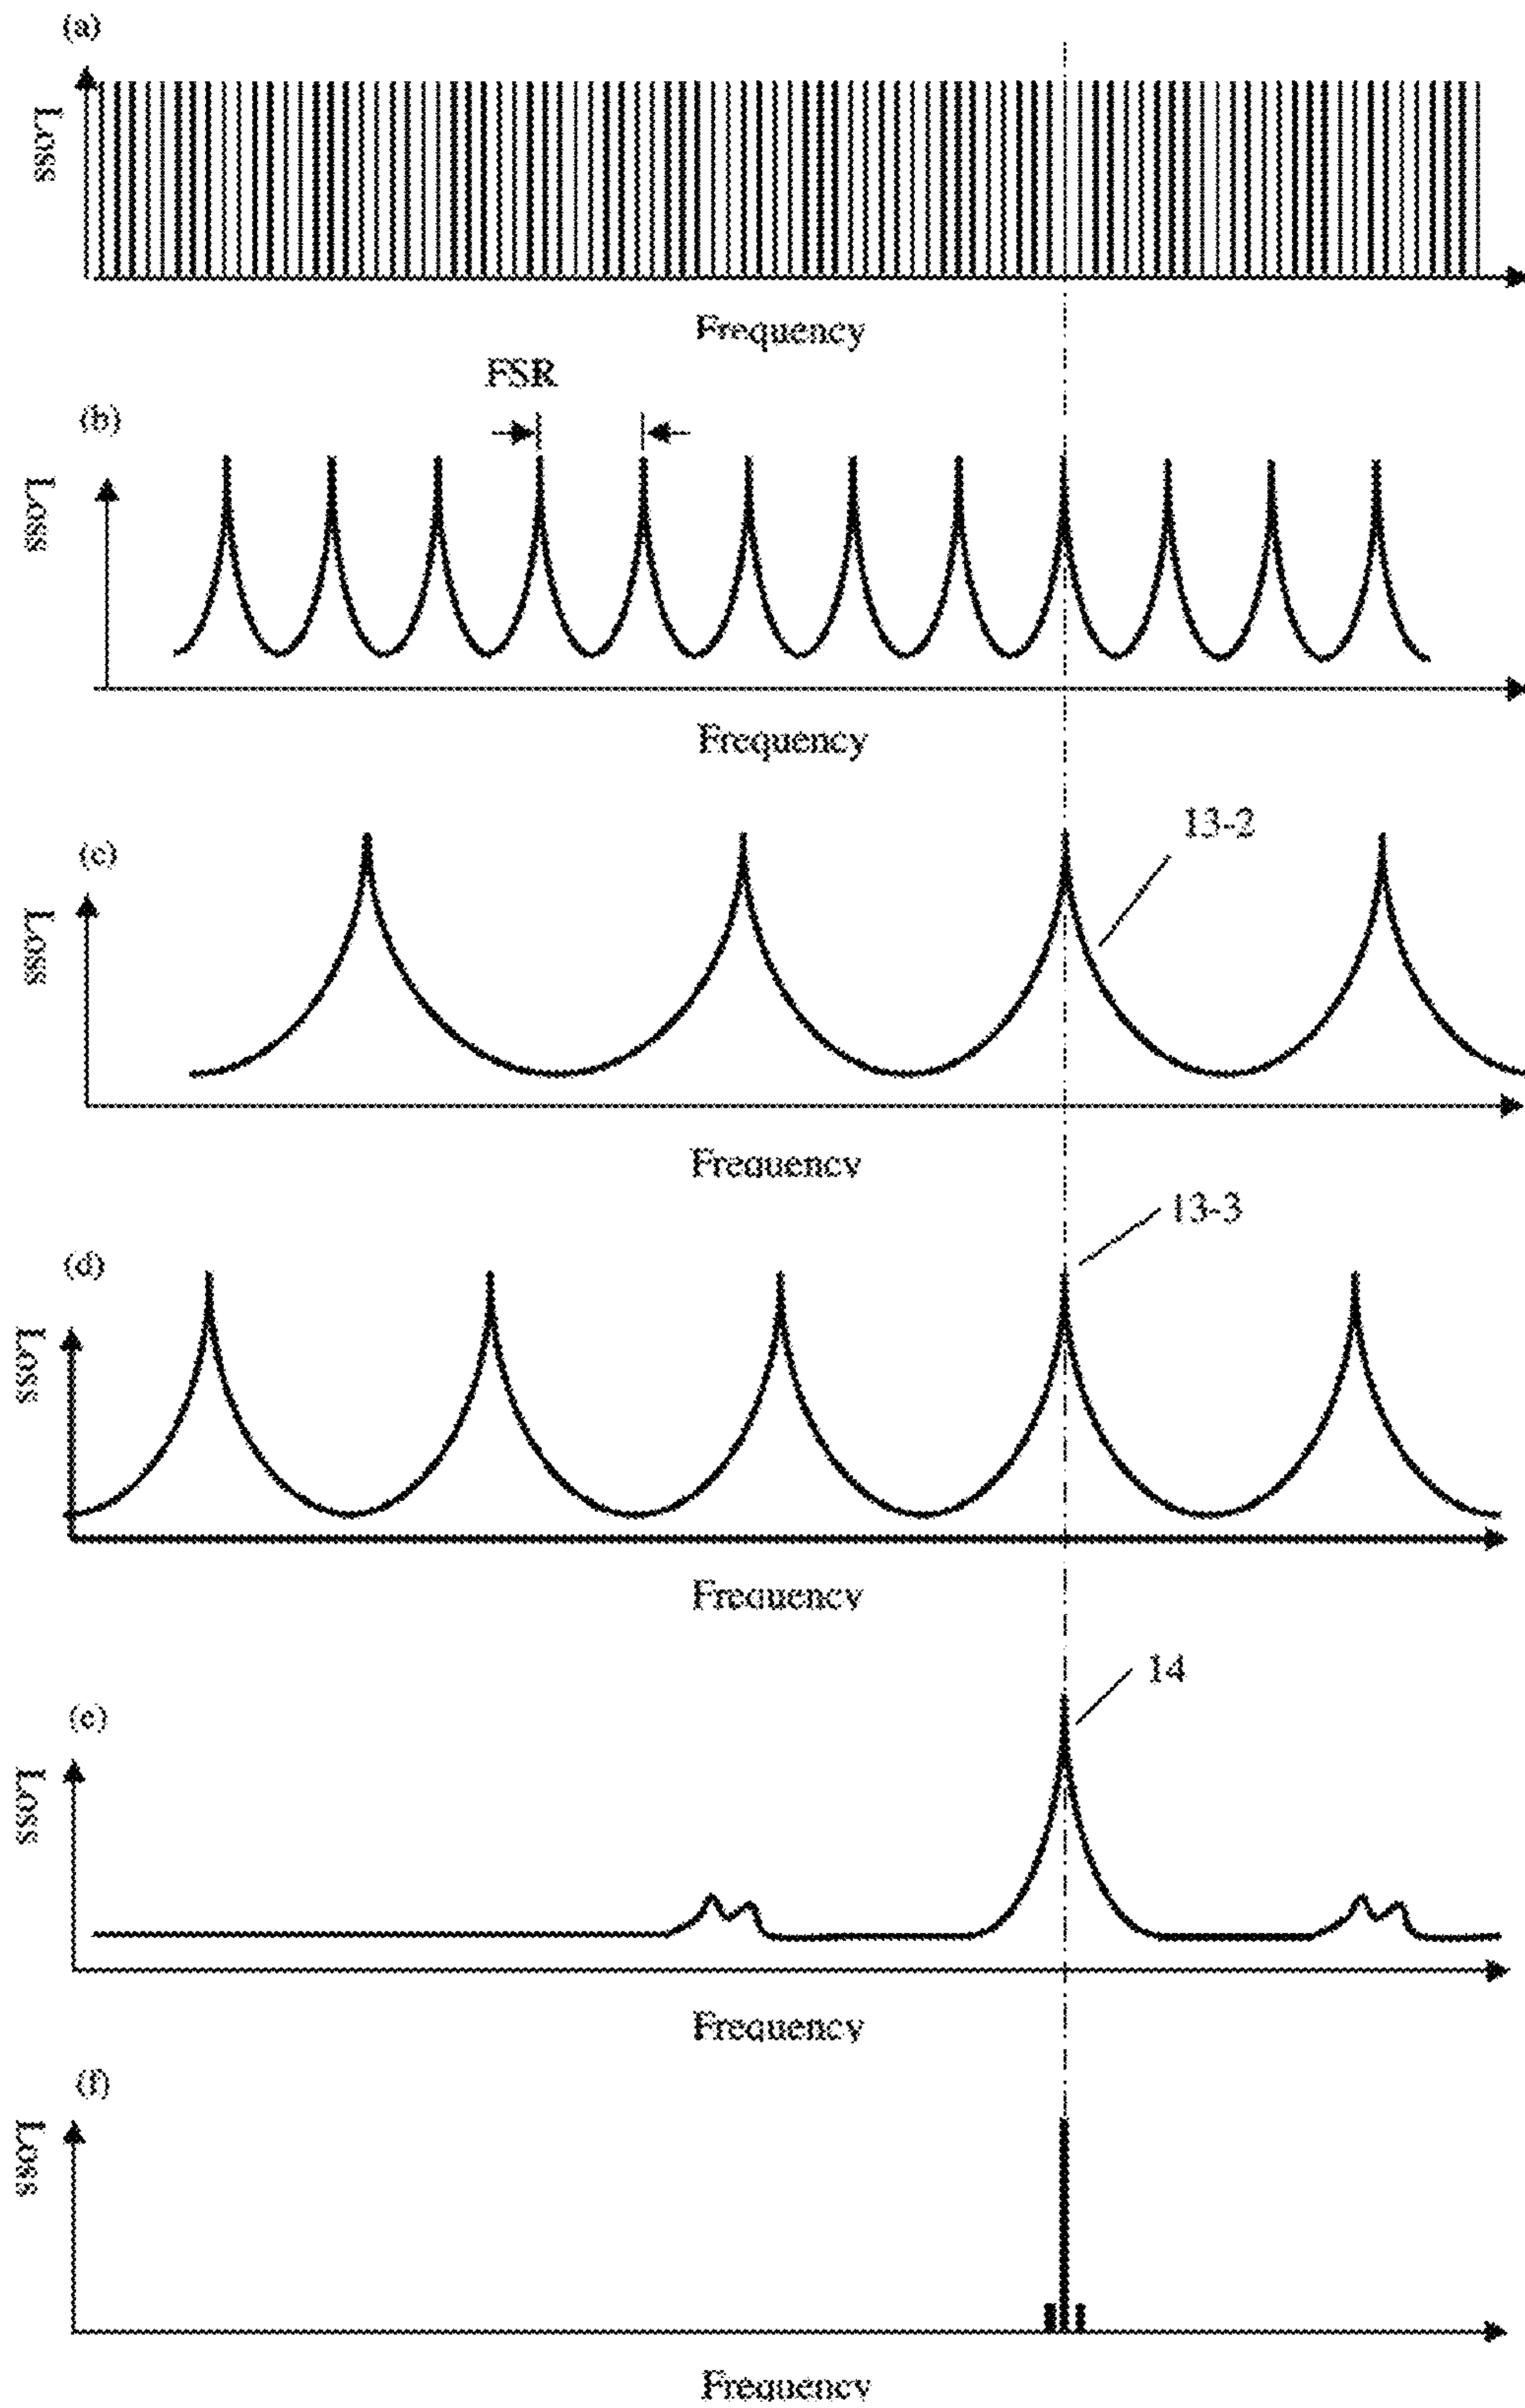 (a)
Loss
Frequency
FSR
(b)
Loss
Frequency
(c)
Loss
13-2
Frequency
13-3
(d)
Loss
Frequency
14
(e)
Loss
Frequency
(f)
Loss
Frequency